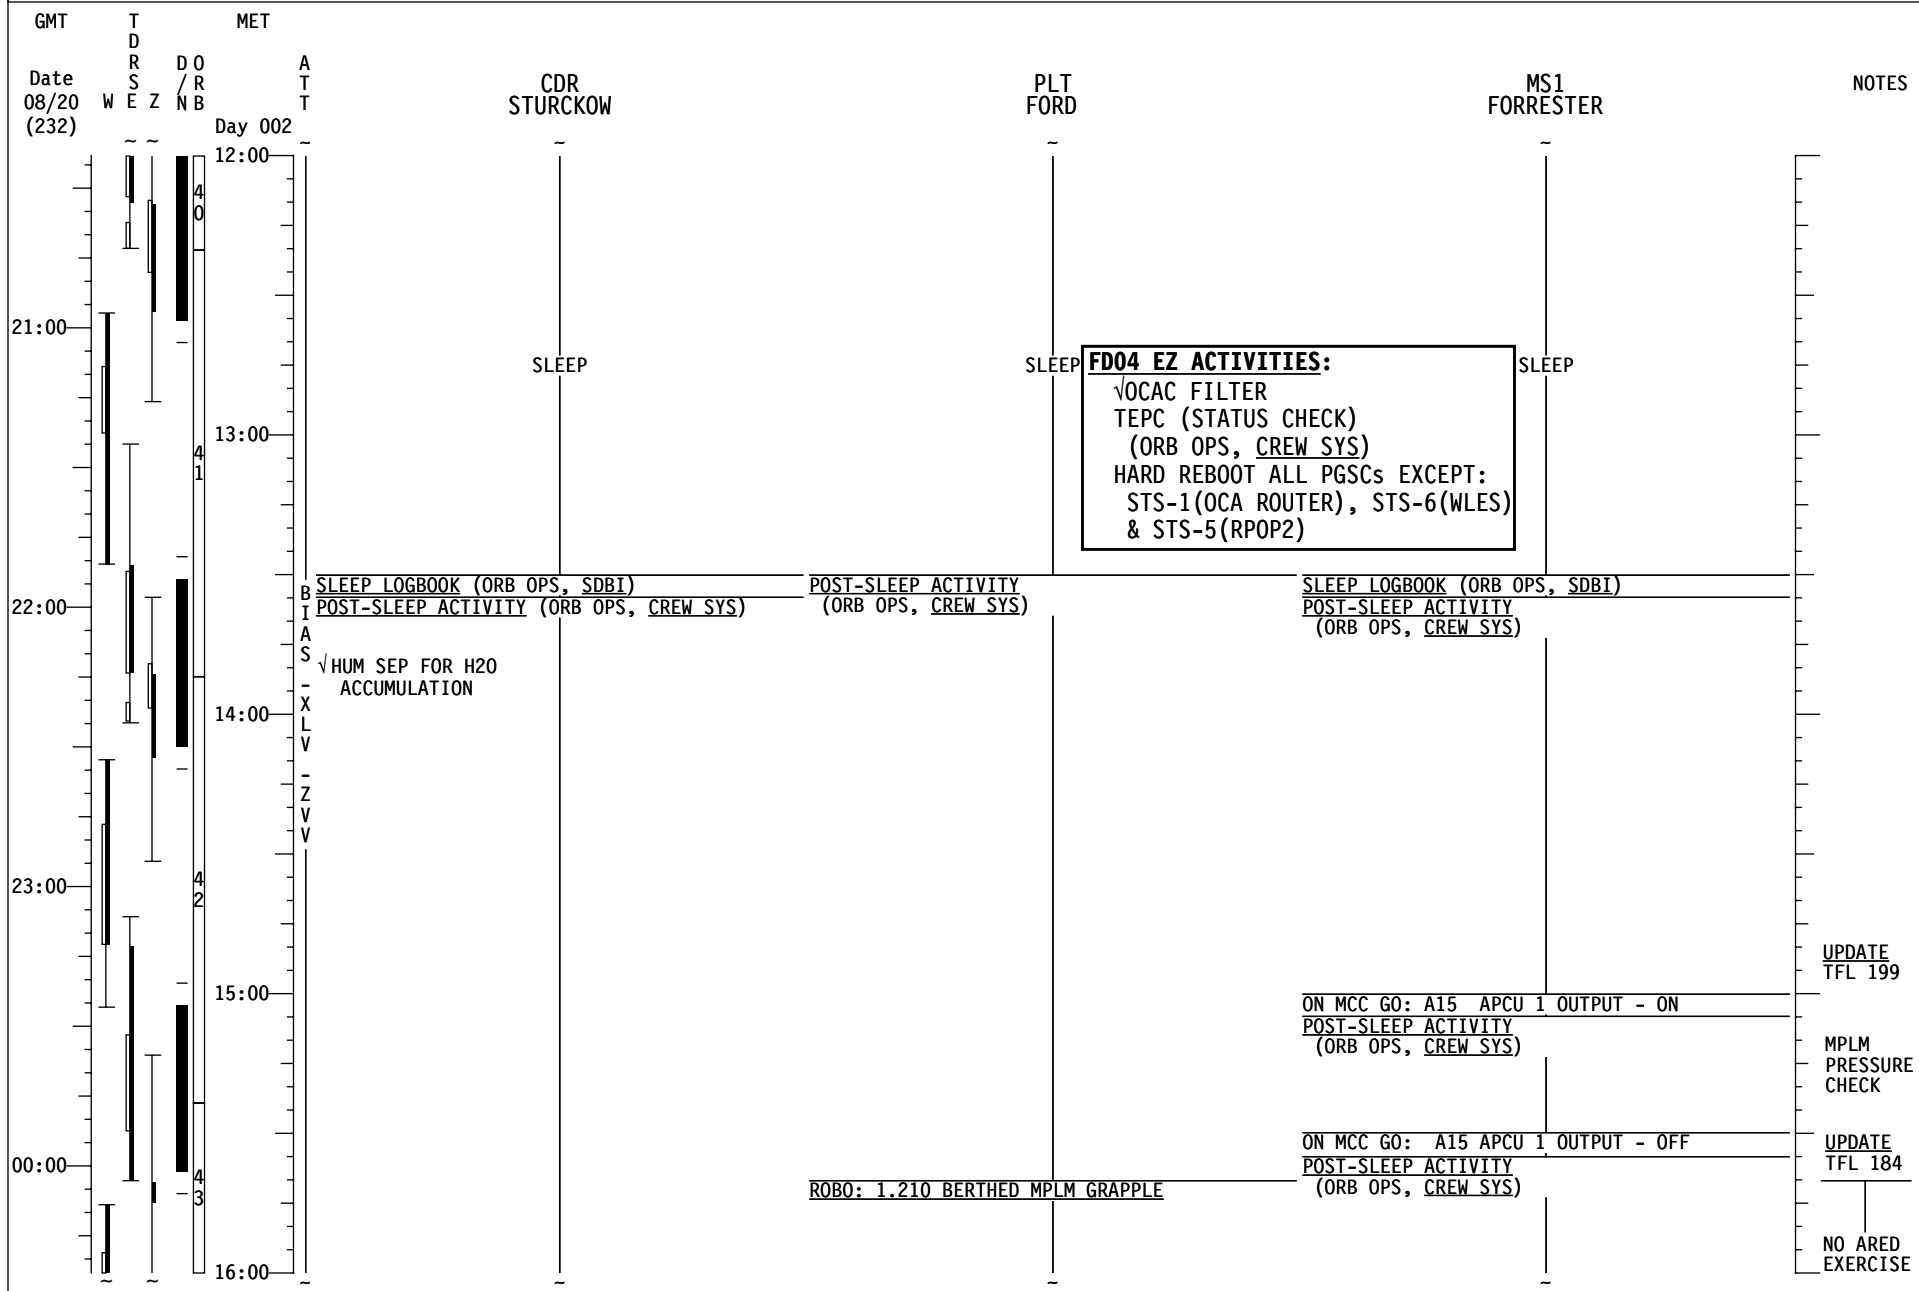 GMT
TDRSE
MET
Date
08/20
(232)
W
Z
D/N
ORB
Day 002
ATT
CDR
STURCKOW
PLT
FORD
MS1
FORRESTER
NOTES
~ ~ ~ ~ ~ ~
12:00
40
21:00
SLEEP
SLEEP
SLEEP
FD04 EZ ACTIVITIES:
√OCAC FILTER
TEPC (STATUS CHECK)
(ORB OPS, CREW SYS)
HARD REBOOT ALL PGSCs EXCEPT:
STS-1(OCA ROUTER), STS-6(WLES)
& STS-5(RPOP2)
13:00
41
BIAS -XLV -ZVV
SLEEP LOGBOOK (ORB OPS, SDBI)
POST-SLEEP ACTIVITY (ORB OPS, CREW SYS)
POST-SLEEP ACTIVITY
(ORB OPS, CREW SYS)
SLEEP LOGBOOK (ORB OPS, SDBI)
POST-SLEEP ACTIVITY
(ORB OPS, CREW SYS)
22:00
√HUM SEP FOR H2O
ACCUMULATION
14:00
23:00
42
UPDATE
TFL 199
15:00
ON MCC GO: A15  APCU 1 OUTPUT - ON
POST-SLEEP ACTIVITY
(ORB OPS, CREW SYS)
MPLM
PRESSURE
CHECK
ON MCC GO:  A15 APCU 1 OUTPUT - OFF
POST-SLEEP ACTIVITY
(ORB OPS, CREW SYS)
UPDATE
TFL 184
00:00
43
ROBO: 1.210 BERTHED MPLM GRAPPLE
NO ARED
EXERCISE
16:00
~ ~ ~ ~ ~ ~